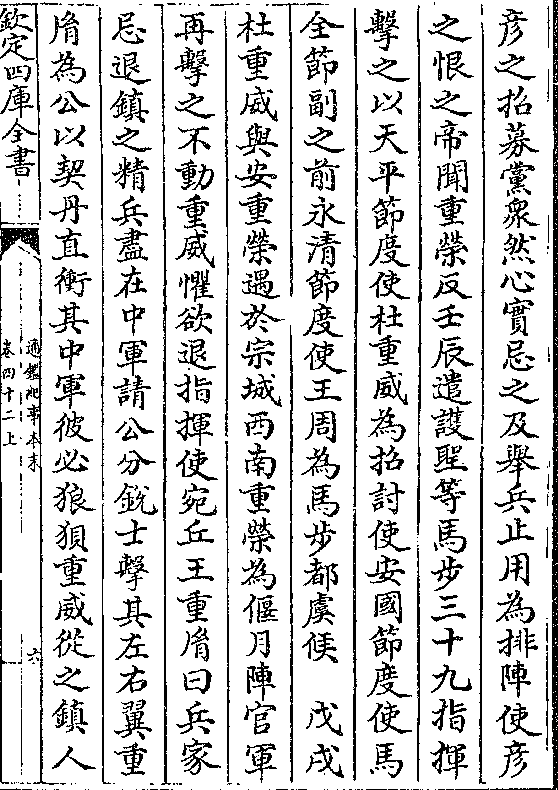 彦之招募黨衆然心實忌之及舉兵止用為排陣使彦
之恨之帝聞重榮反壬辰遣護聖等馬步三十九指揮
擊之以天平節度使杜重威為招討使安國節度使馬
全節副之前永清節度使王周為馬步都虞候　戊戌
杜重威與安重榮遇於宗城西南重榮為偃月陣官軍
再擊之不動重威懼欲退指揮使宛丘王重㣧曰兵家
忌退鎮之精兵盡在中軍請公分銳士擊其左右翼重
㣧為公以契丹直衝其中軍彼必狼狽重威從之鎮人
欽定四庫全書
通鑑紀事本末
卷四十二上
六